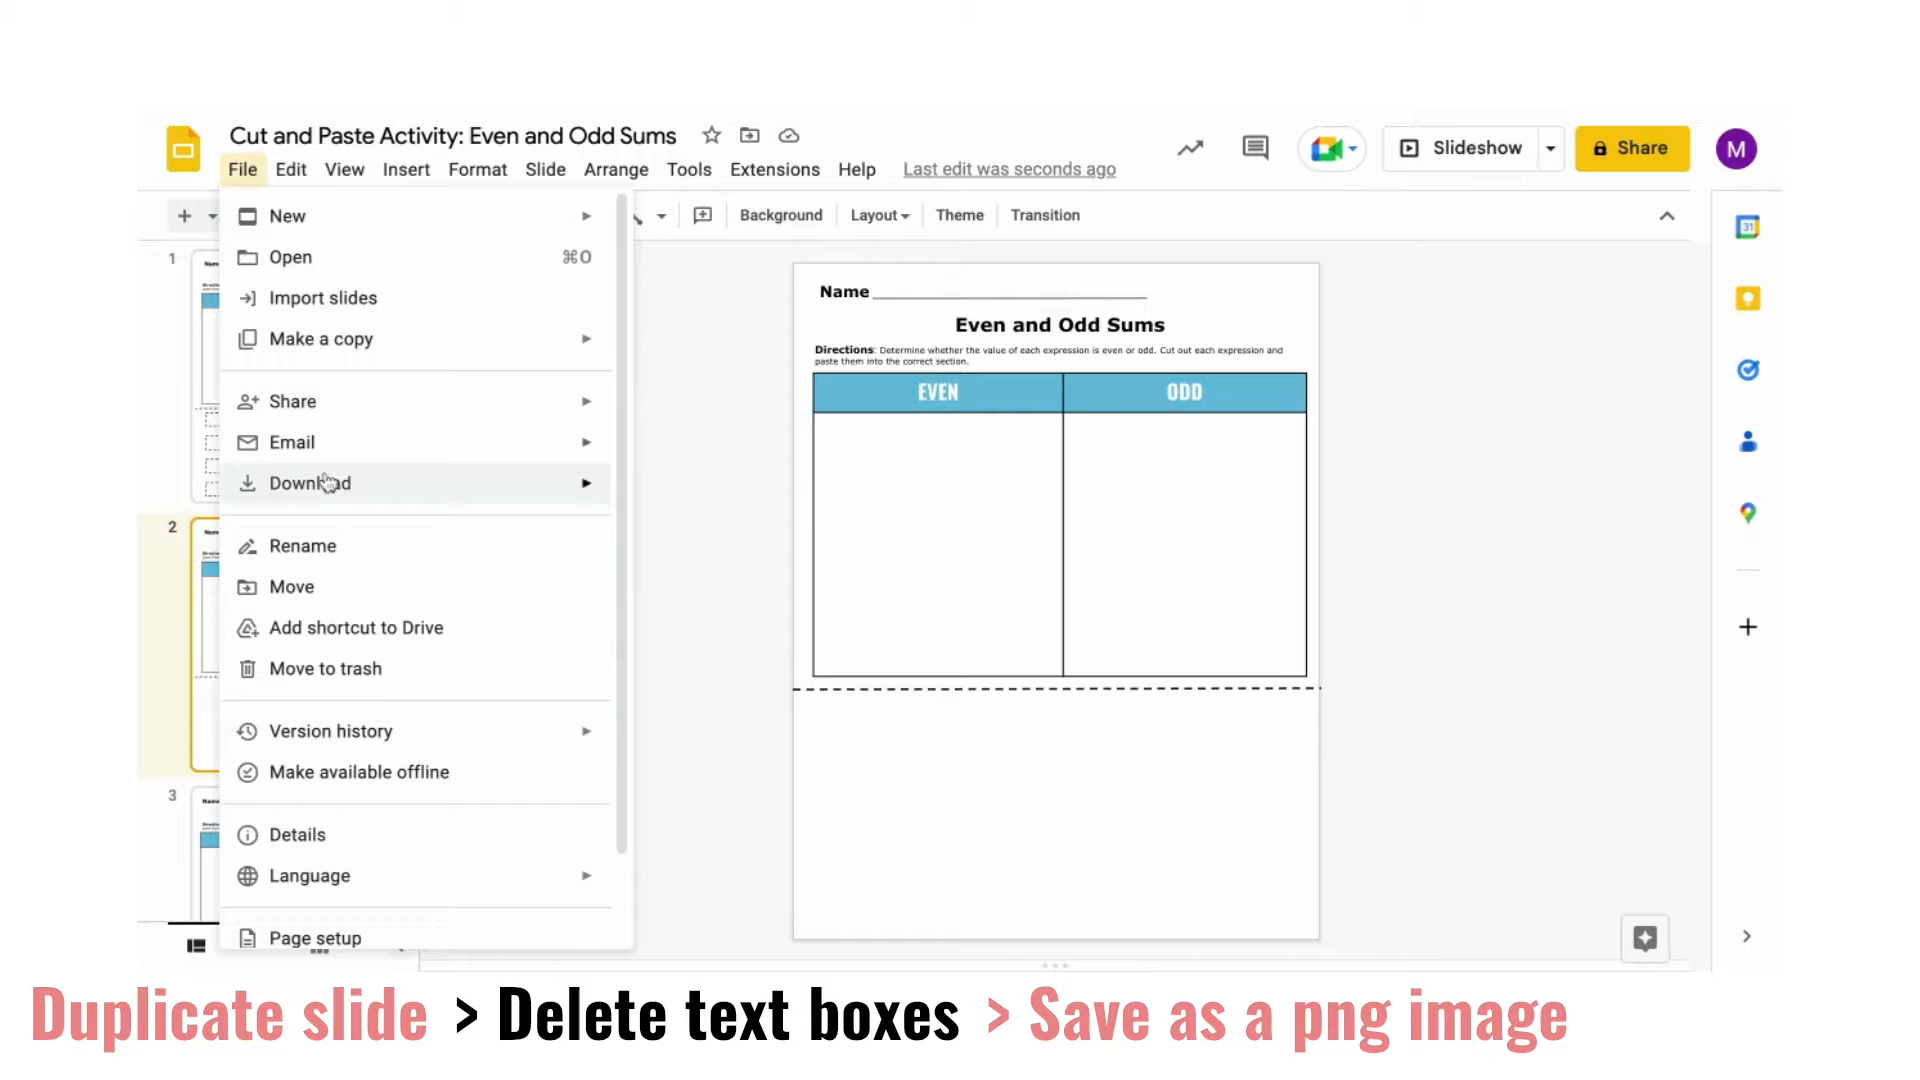 Cut and Paste Activity: Even and Odd Sums
File Edit View Insert Format Slide Arrange Tools Extensions Help Last edit was seconds ago
Slideshow
Share
M
Background Layout Theme Transition
31
New
Open ⌘O
Import slides
Make a copy
Share
Email
Download
Rename
Move
Add shortcut to Drive
Move to trash
Version history
Make available offline
Details
Language
Page setup
1
2
3
Name
Even and Odd Sums
Directions: Determine whether the value of each expression is even or odd. Cut out each expression and
paste them into the correct section.
EVEN ODD
Duplicate slide > Delete text boxes > Save as a png image